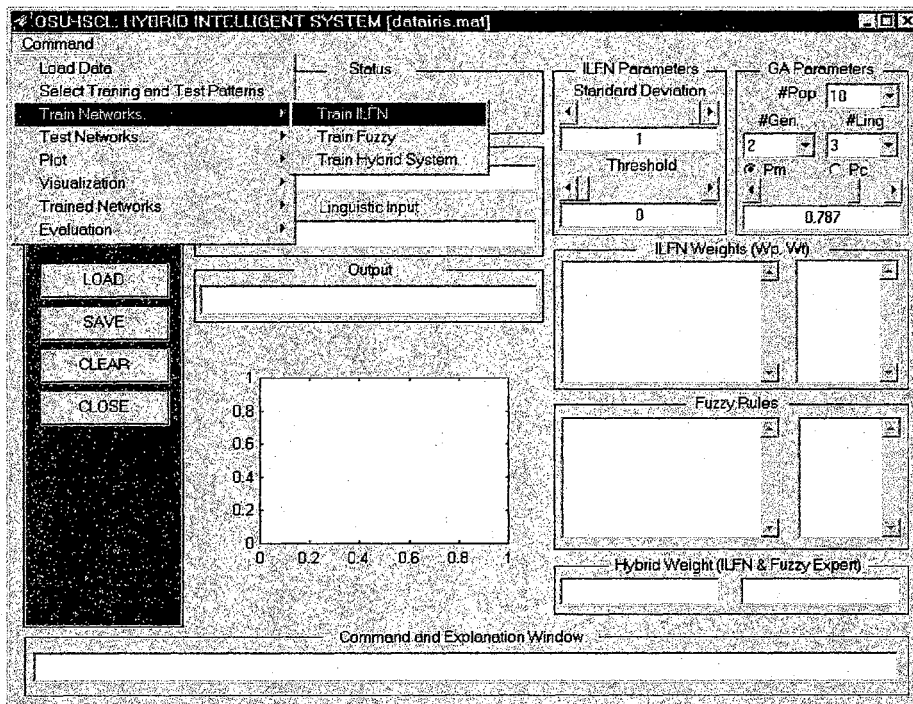 OSU-ISCL: HYBRID INTELLIGENT SYSTEM [datairis.mat]
Command
Load Data
Select Traning and Test Patterns
Train Networks.
Test Networks...
Plot
Visualization
Trained Networks
Evaluation
Train ILFN
Train Fuzzy
Train Hybrid System
Status
Linguistic Input
Output
LOAD
SAVE
CLEAR
CLOSE
1
0.8
0.6
0.4
0.2
0
0 0.2 0.4 0.6 0.8 1
ILFN Parameters
Standard Deviation
1
Threshold
0
GA Parameters
#Pop 10
#Gen. #Ling
2 3
Pm Pc
0.787
ILFN Weights (Wp, Wt)
Fuzzy Rules
Hybrid Weight (ILFN & Fuzzy Expert)
Command and Explanation Window